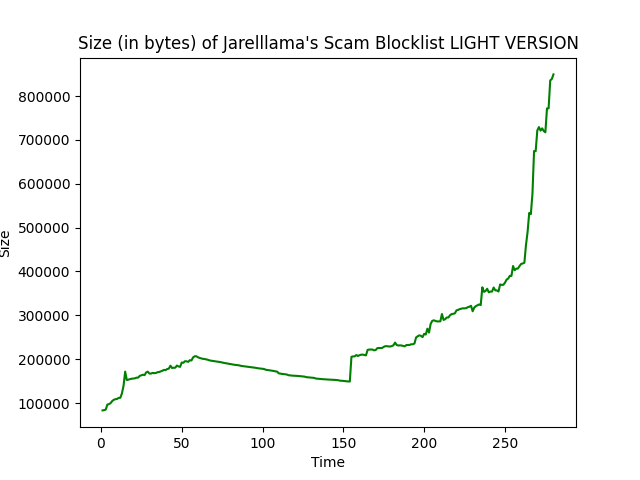 Size (in bytes) of Jarelllama's Scam Blocklist LIGHT VERSION
800000
700000
600000
500000
400000
300000
200000
100000
Size
0 50 100 150 200 250
Time